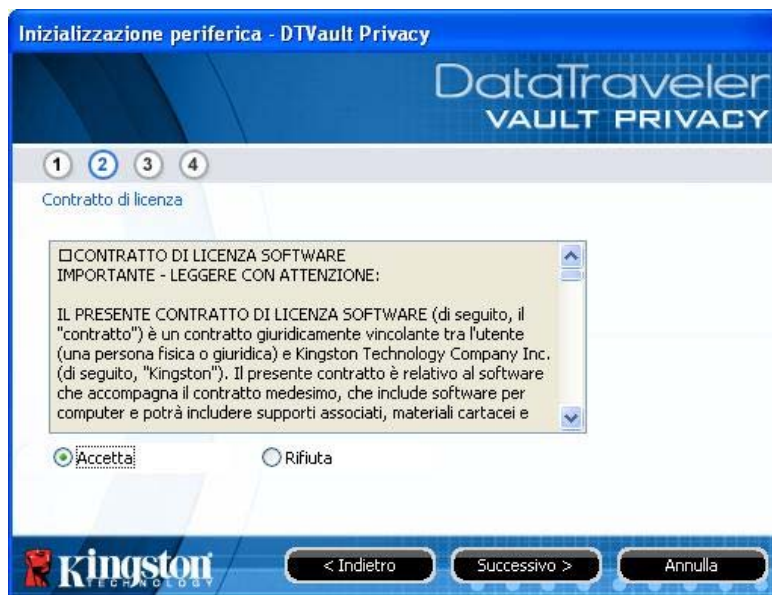 Inizializzazione periferica - DTVault Privacy
DataTraveler
VAULT PRIVACY
1 2 3 4
Contratto di licenza
□CONTRATTO DI LICENZA SOFTWARE
IMPORTANTE - LEGGERE CON ATTENZIONE:
IL PRESENTE CONTRATTO DI LICENZA SOFTWARE (di seguito, il
"contratto") è un contratto giuridicamente vincolante tra l'utente
(una persona fisica o giuridica) e Kingston Technology Company Inc.
(di seguito, "Kingston"). Il presente contratto è relativo al software
che accompagna il contratto medesimo, che include software per
computer e potrà includere supporti associati, materiali cartacei e
Accetta Rifiuta
Kingston
TECHNOLOGY
< Indietro Successivo > Annulla